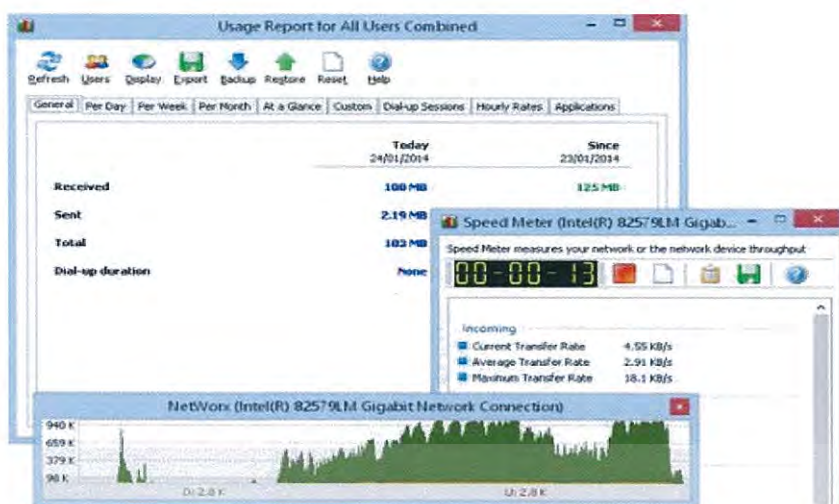 Usage Report for All Users Combined
Refresh Users Display Export Backup Restore Reset Help
General Per Day Per Week Per Month At a Glance Custom Dial-up Sessions Hourly Rates Applications
Today Since
24/01/2014 23/01/2014
Received 100 MB 125 MB
Sent 2.19 MB
Total 103 MB
Dial-up duration None
Speed Meter (Intel(R) 82579LM Gigab...
Speed Meter measures your network or the network device throughput
00-00-13
Incoming
Current Transfer Rate 4.55 KB/s
Average Transfer Rate 2.91 KB/s
Maximum Transfer Rate 18.1 KB/s
NetWorx (Intel(R) 82579LM Gigabit Network Connection)
940 K
659 K
379 K
98 K
D: 2.8 K U: 2.8 K